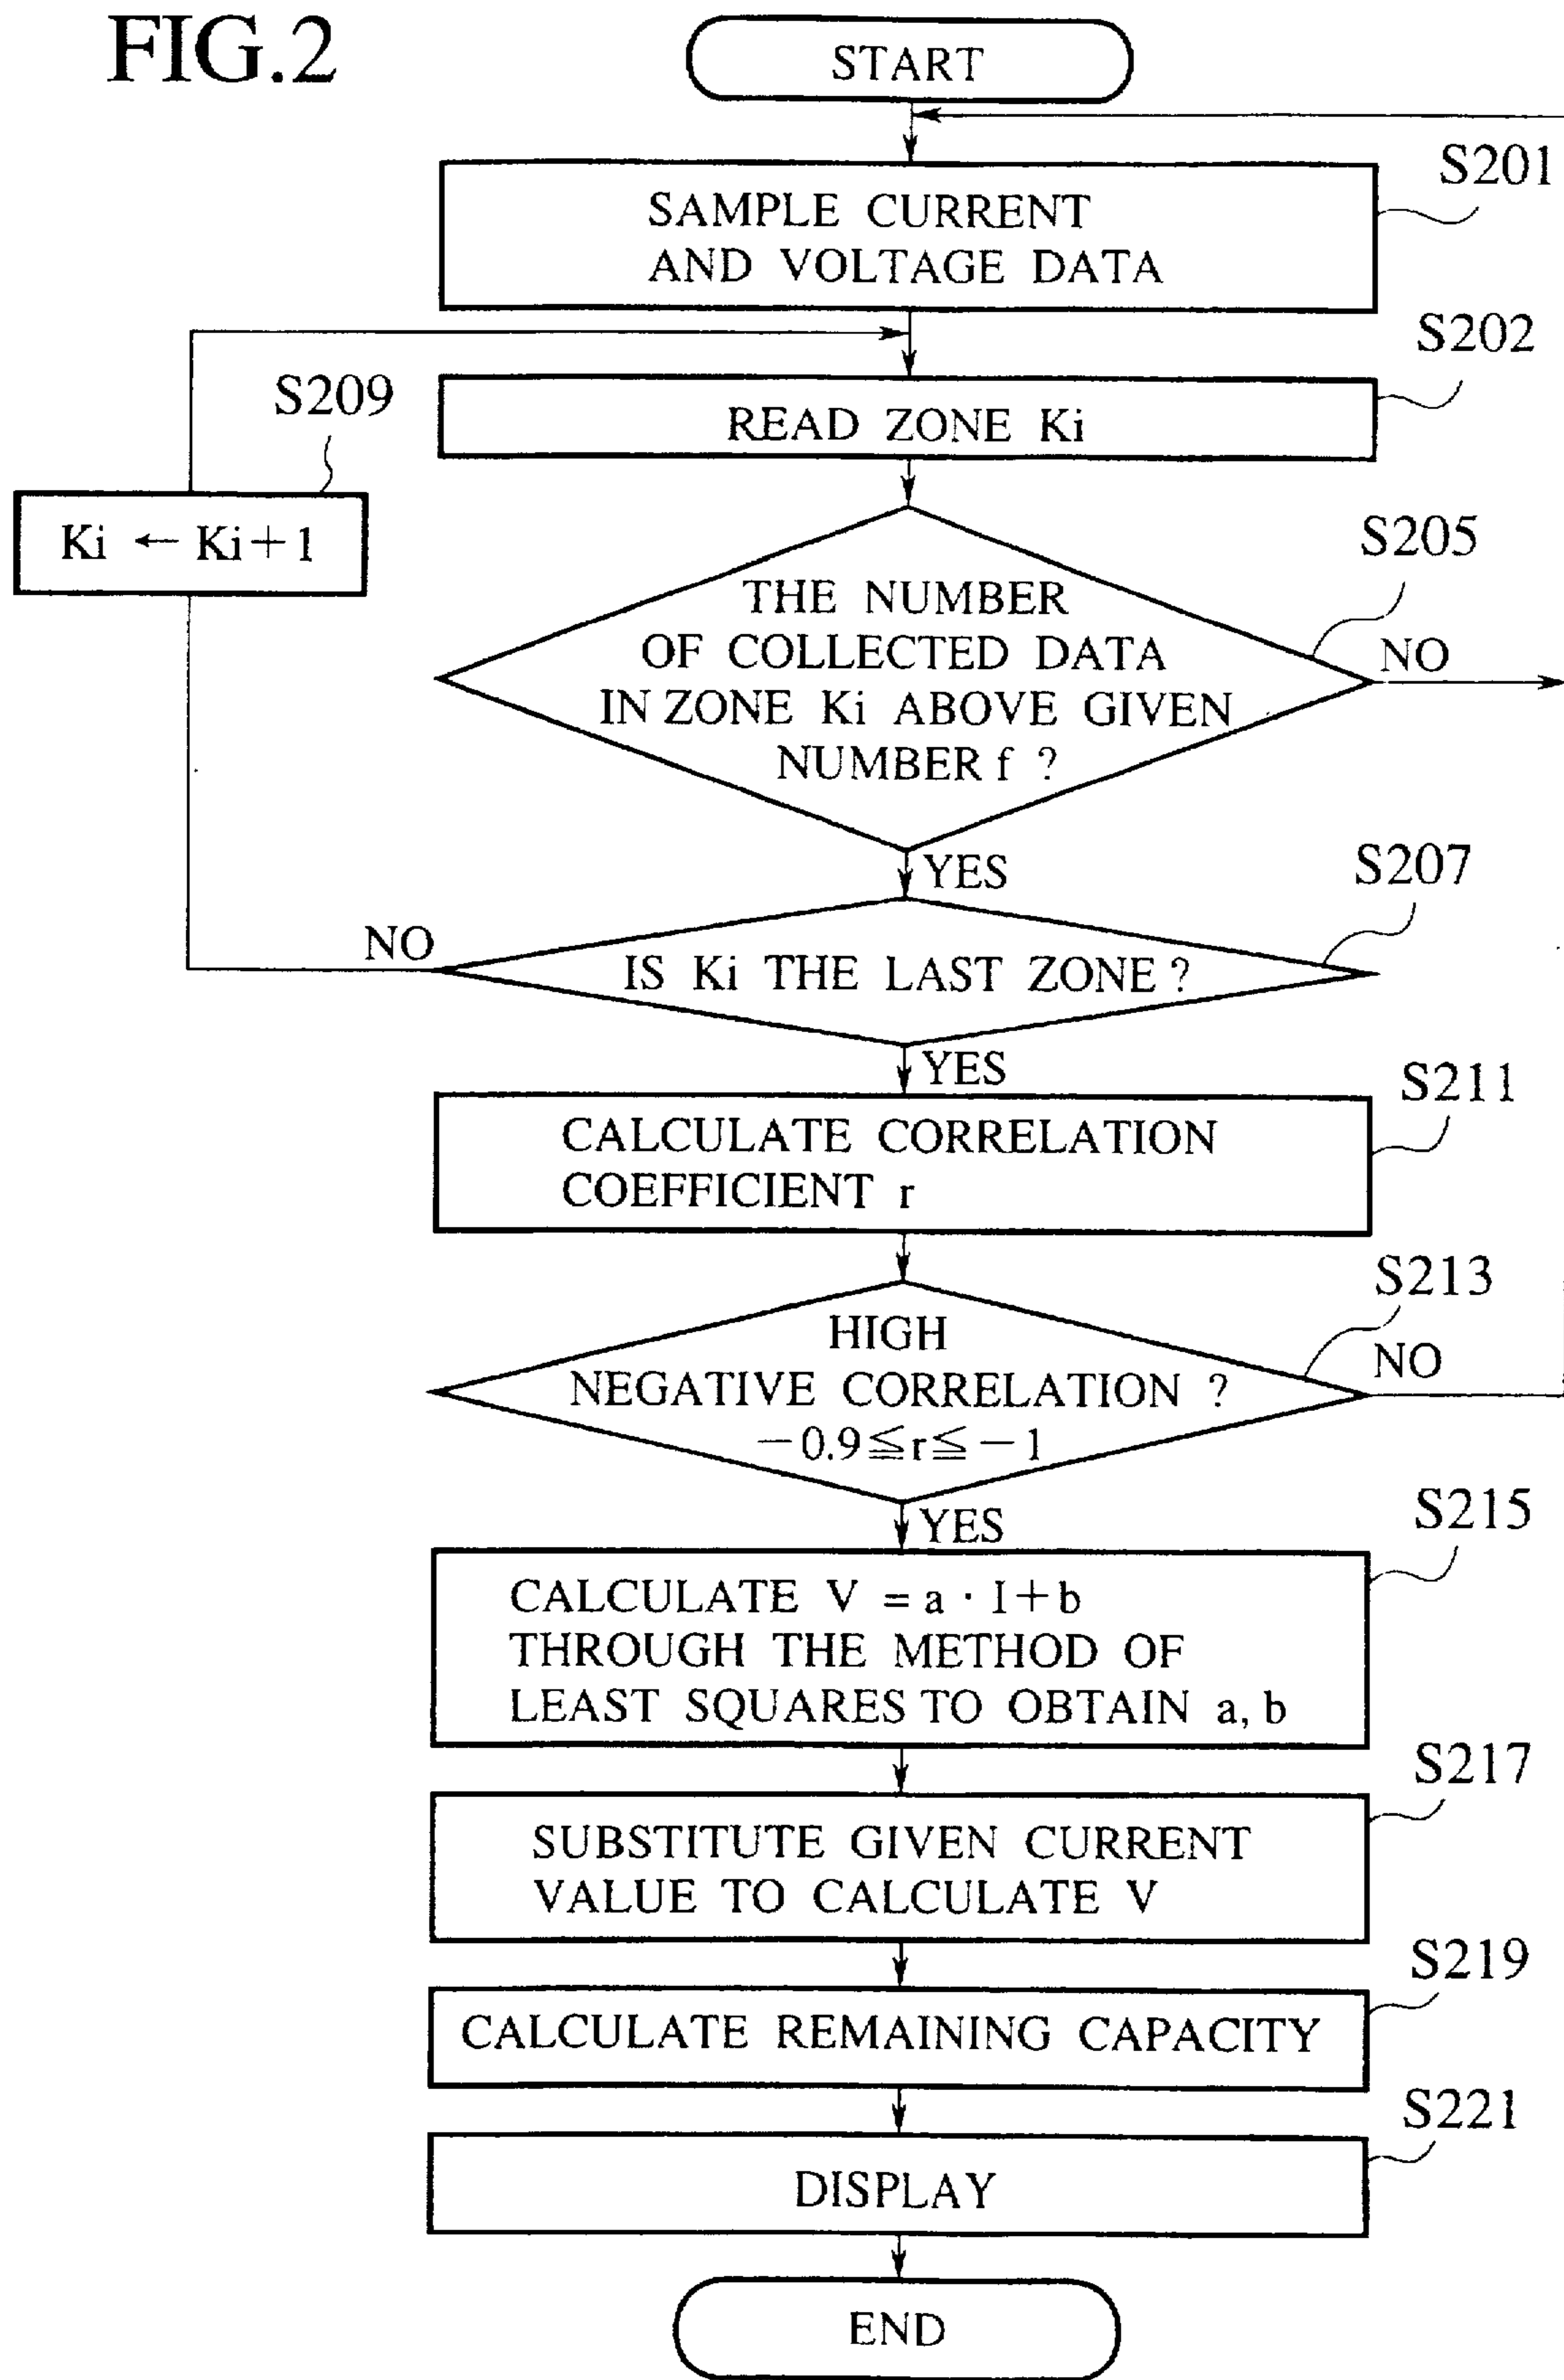 FIG.2
START
S201
SAMPLE CURRENT
AND VOLTAGE DATA
S202
READ ZONE Ki
S209
Ki ← Ki+1
S205
THE NUMBER
OF COLLECTED DATA
IN ZONE Ki ABOVE GIVEN
NUMBER f ?
NO
YES
S207
NO
IS Ki THE LAST ZONE ?
YES
S211
CALCULATE CORRELATION
COEFFICIENT r
S213
HIGH
NEGATIVE CORRELATION ?
−0.9≦r≦−1
NO
YES
S215
CALCULATE V = a · I+b
THROUGH THE METHOD OF
LEAST SQUARES TO OBTAIN a, b
S217
SUBSTITUTE GIVEN CURRENT
VALUE TO CALCULATE V
S219
CALCULATE REMAINING CAPACITY
S221
DISPLAY
END